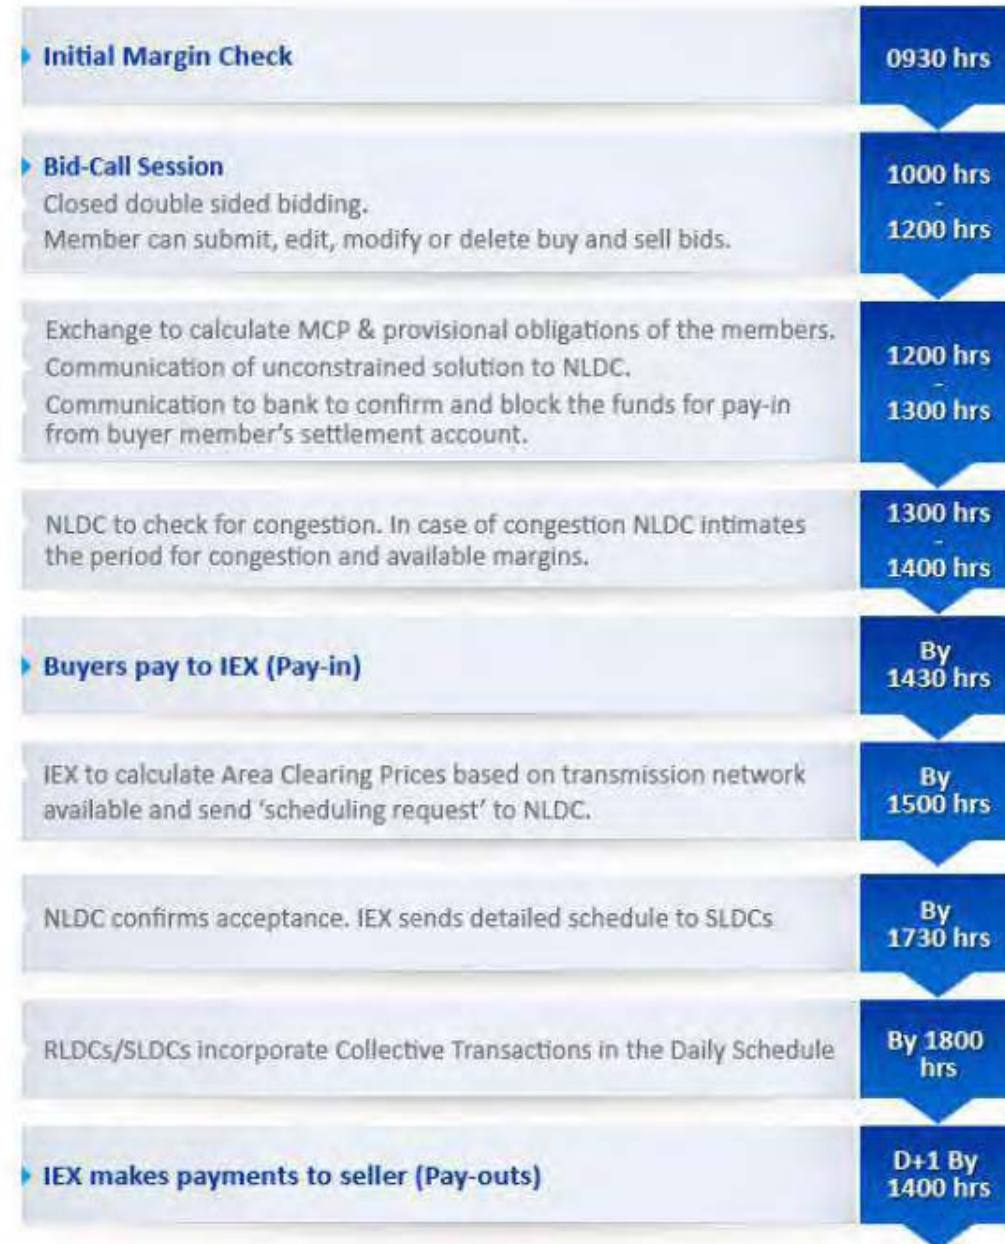 Initial Margin Check
0930 hrs
Bid-Call Session
Closed double sided bidding.
Member can submit, edit, modify or delete buy and sell bids.
1000 hrs
-
1200 hrs
Exchange to calculate MCP & provisional obligations of the members.
Communication of unconstrained solution to NLDC.
Communication to bank to confirm and block the funds for pay-in
from buyer member's settlement account.
1200 hrs
-
1300 hrs
NLDC to check for congestion. In case of congestion NLDC intimates
the period for congestion and available margins.
1300 hrs
-
1400 hrs
Buyers pay to IEX (Pay-in)
By
1430 hrs
IEX to calculate Area Clearing Prices based on transmission network
available and send 'scheduling request' to NLDC.
By
1500 hrs
NLDC confirms acceptance. IEX sends detailed schedule to SLDCs
By
1730 hrs
RLDCs/SLDCs incorporate Collective Transactions in the Daily Schedule
By 1800
hrs
IEX makes payments to seller (Pay-outs)
D+1 By
1400 hrs